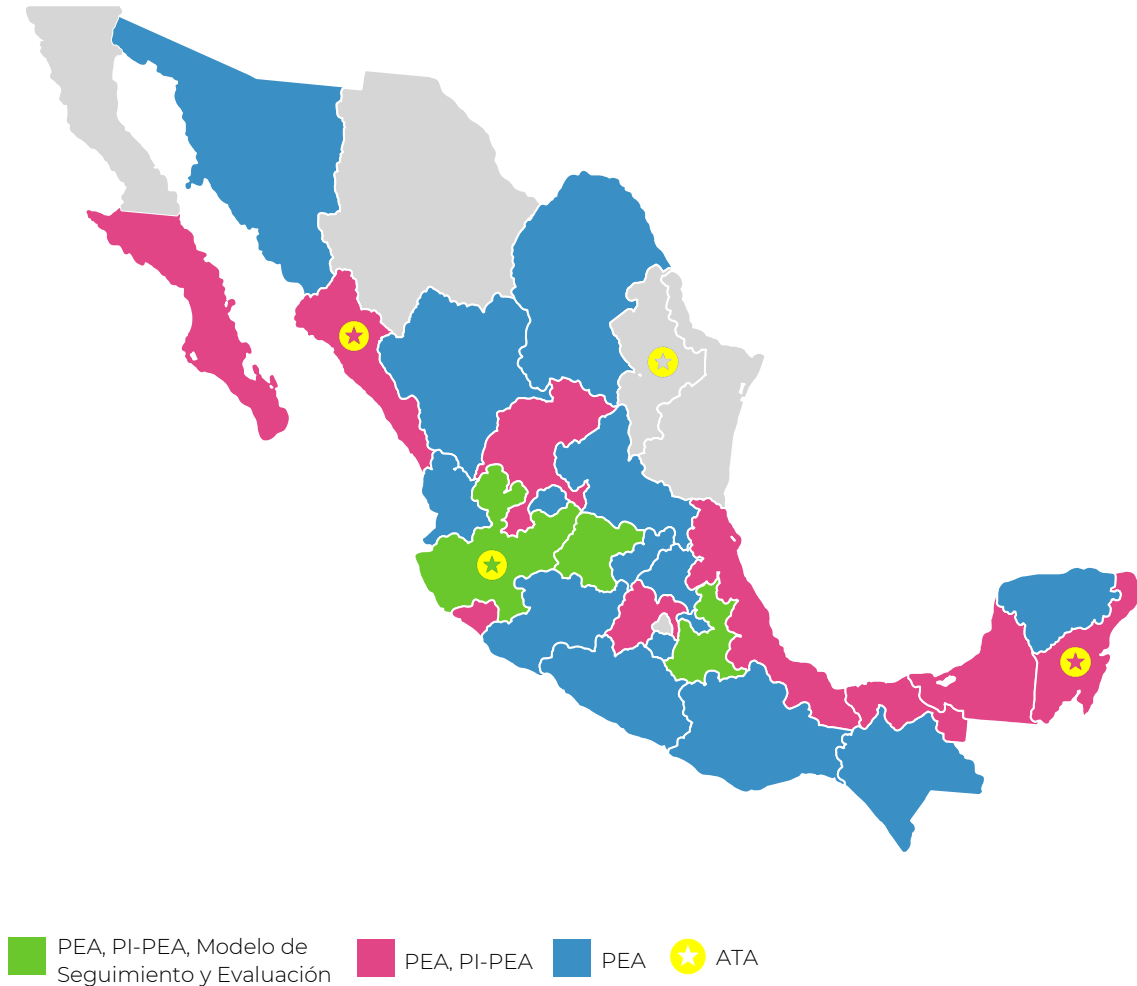 PEA, PI-PEA, Modelo de
Seguimiento y Evaluación
PEA, PI-PEA
PEA
ATA